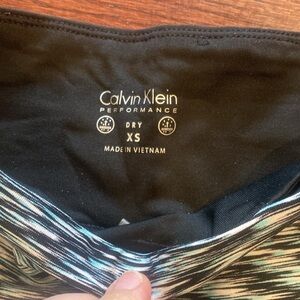 Calvin Klein
PERFORMANCE
DRY
XS
MADE IN VIETNAM